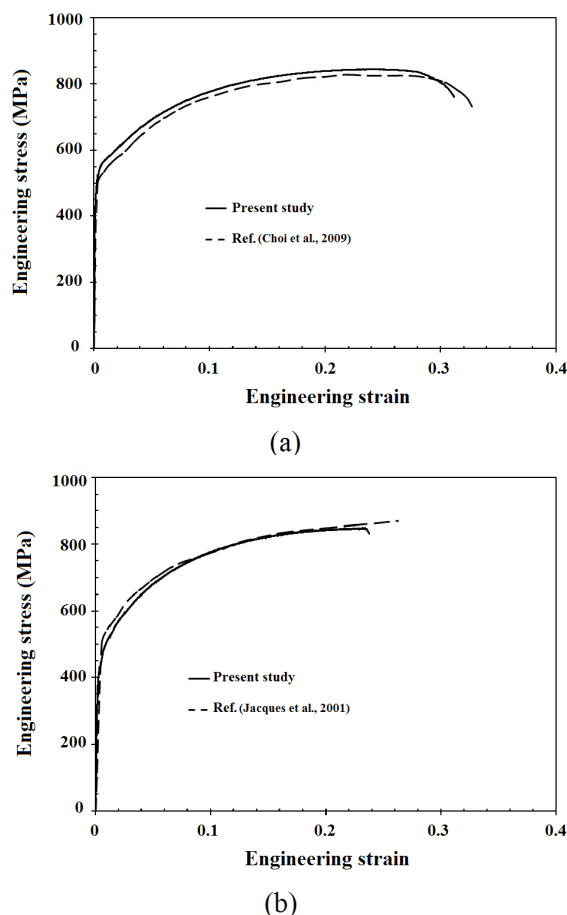 1000
800
600
400
200
0
Engineering stress (MPa)
Present study
Ref. (Choi et al., 2009)
0 0.1 0.2 0.3 0.4
Engineering strain
(a)
1000
800
600
400
200
0
Engineering stress (MPa)
Present study
Ref. (Jacques et al., 2001)
0 0.1 0.2 0.3 0.4
Engineering strain
(b)